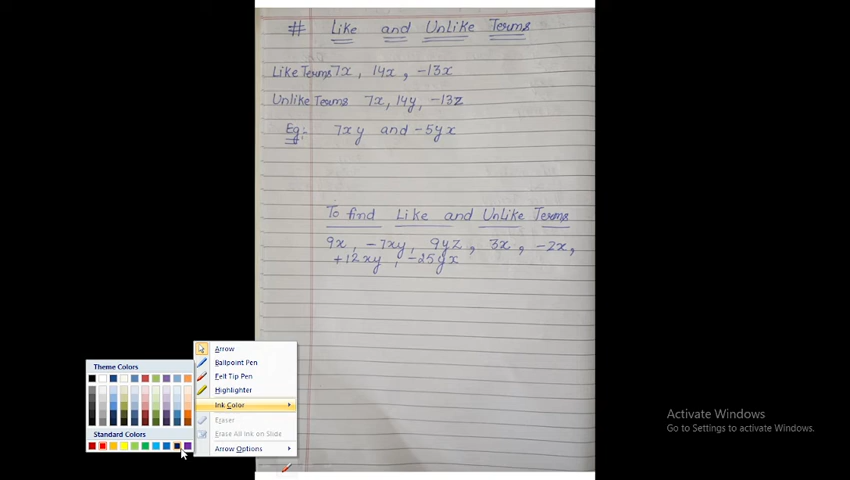 # Like and Unlike Terms
Like Terms 7x, 14x, -13x
Unlike Terms 7x, 14y, -13z
Eg:- 7xy and -5yx
To find Like and Unlike Terms
9x, -7xy, 9yz, 3x, -2x,
+12xy, -25yx
Arrow
Ballpoint Pen
Felt Tip Pen
Highlighter
Ink Color
Eraser
Erase All Ink on Slide
Arrow Options
Theme Colors
Standard Colors
Activate Windows
Go to Settings to activate Windows.